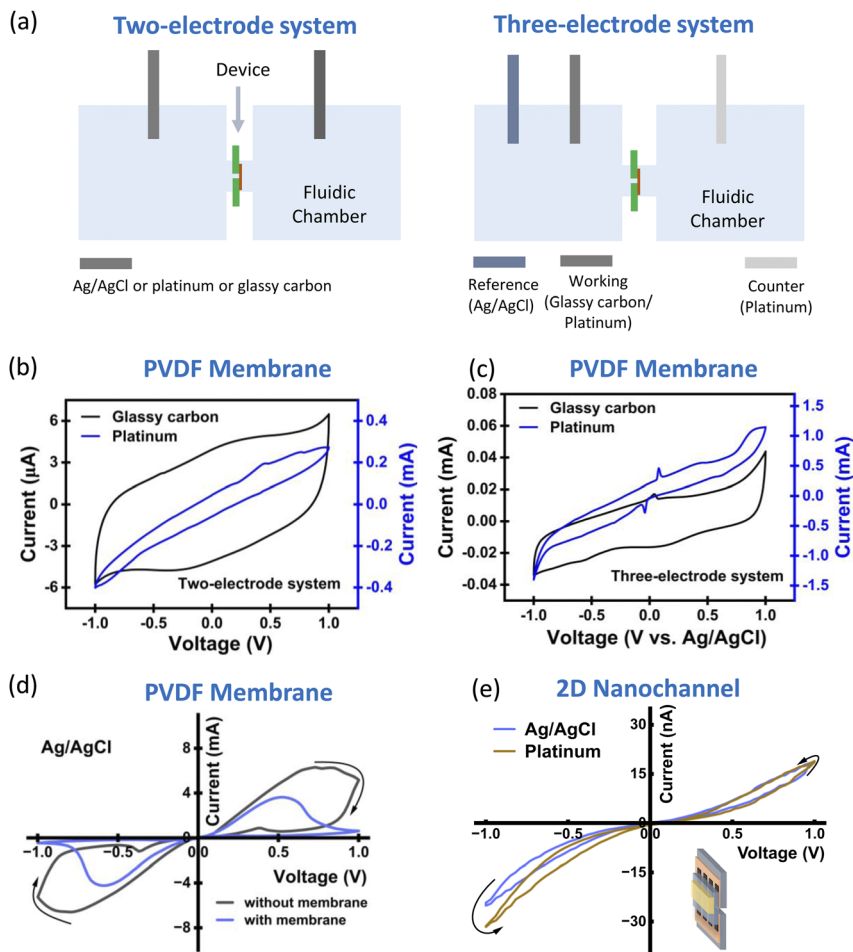 (a)
Two-electrode system
Three-electrode system
Device
Fluidic
Chamber
Fluidic
Chamber
Ag/AgCl or platinum or glassy carbon
Reference
(Ag/AgCl)
Working
(Glassy carbon/
Platinum)
Counter
(Platinum)
(b)
PVDF Membrane
Glassy carbon
Platinum
6
3
0
-3
-6
Current (μA)
0.4
0.2
0.0
-0.2
-0.4
Current (mA)
Two-electrode system
-1.0 -0.5 0.0 0.5 1.0
Voltage (V)
(c)
PVDF Membrane
Glassy carbon
Platinum
0.08
0.06
0.04
0.02
0.00
-0.02
-0.04
Current (mA)
1.5
1.0
0.5
0.0
-0.5
-1.0
-1.5
Current (mA)
Three-electrode system
-1.0 -0.5 0.0 0.5 1.0
Voltage (V vs. Ag/AgCl)
(d)
PVDF Membrane
Ag/AgCl
Current (mA)
8
4
0
−4
−8
−1.0 −0.5 0.0 0.5 1.0
Voltage (V)
without membrane
with membrane
(e)
2D Nanochannel
Ag/AgCl
Platinum
Current (nA)
30
15
0
−15
−30
−1.0 −0.5 0.0 0.5 1.0
Voltage (V)